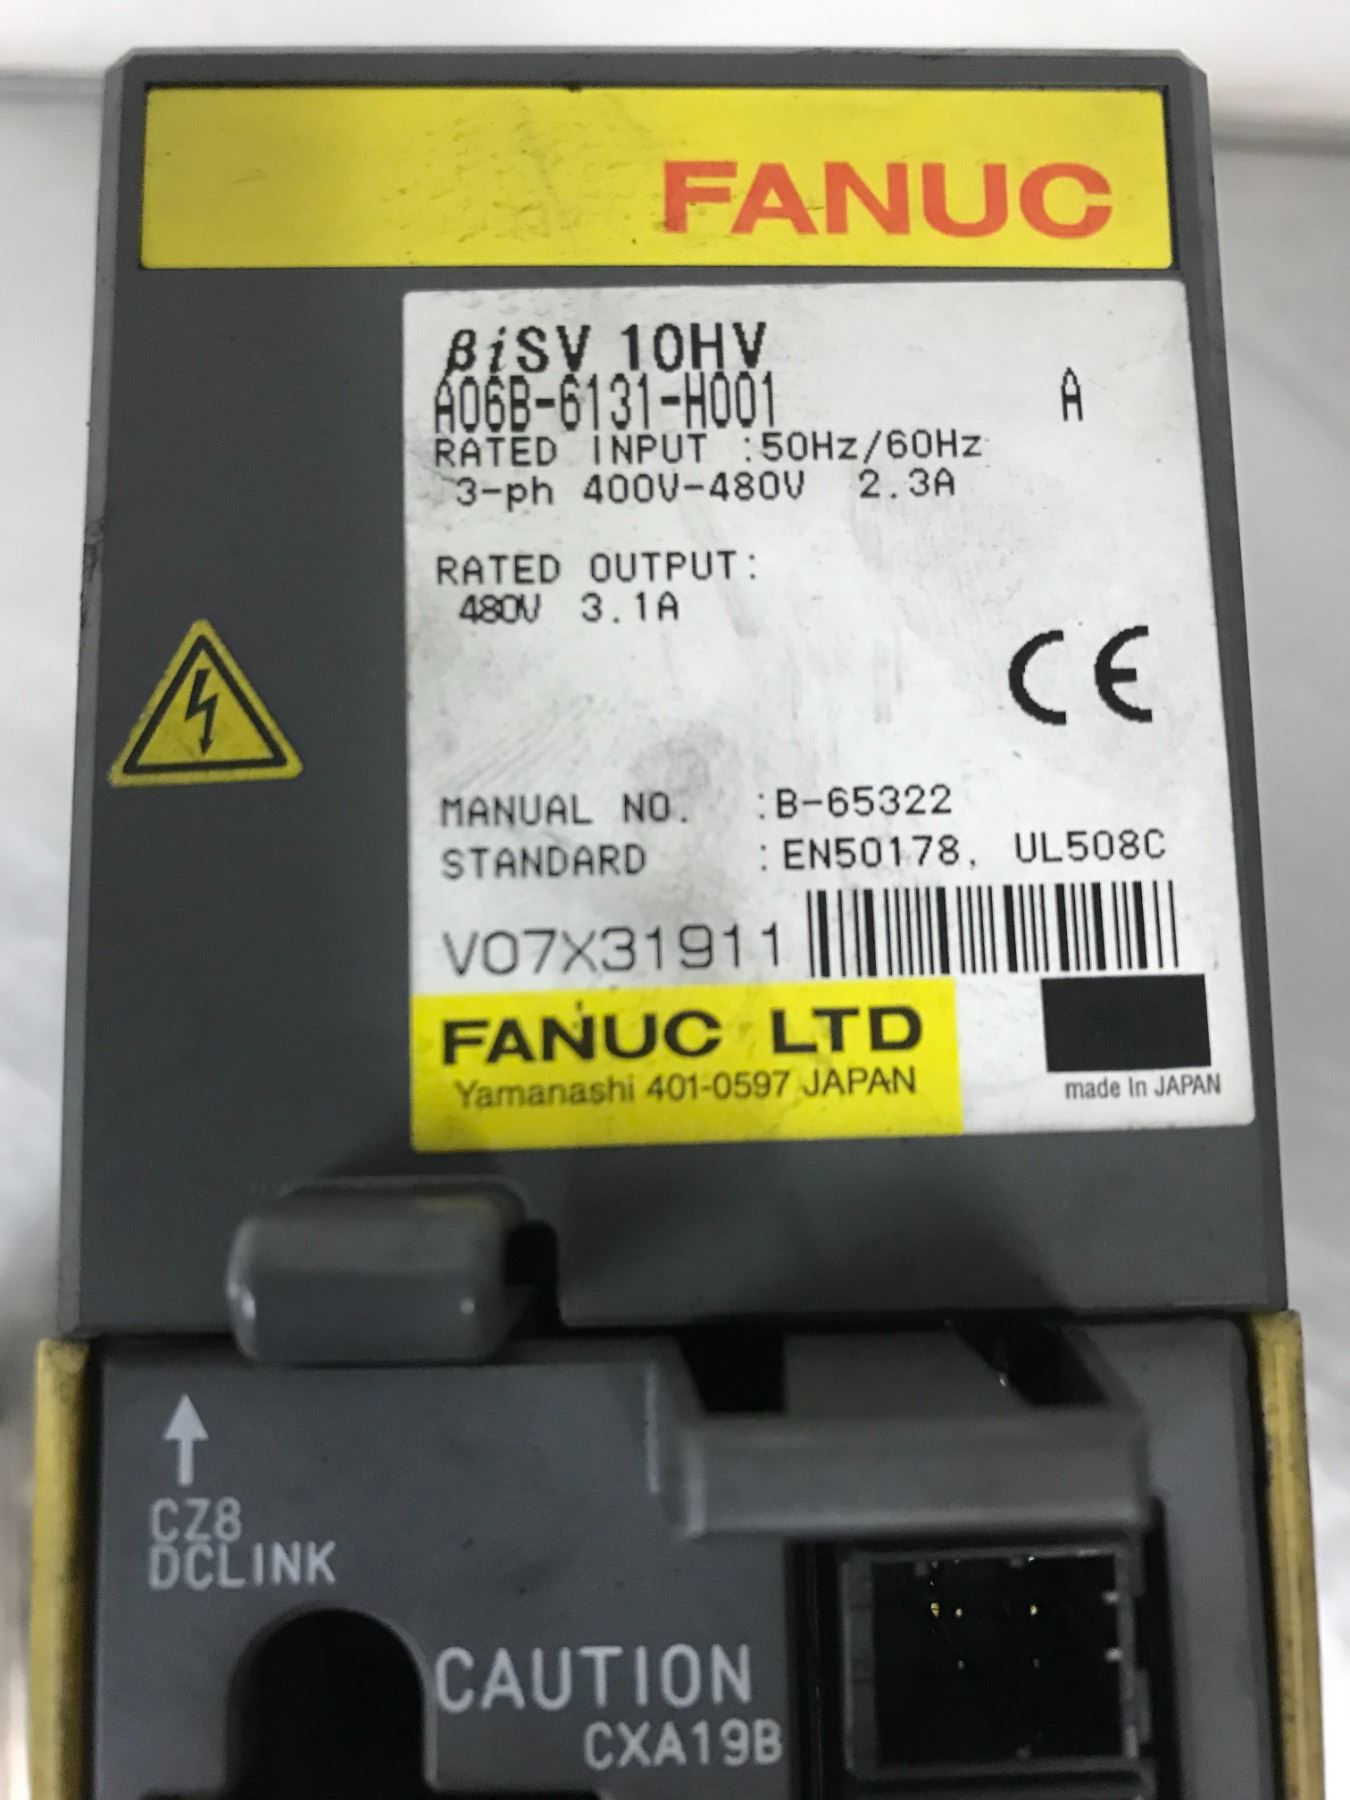 FANUC
βiSV 10HV
A06B-6131-H001 A
RATED INPUT :50Hz/60Hz
3-ph 400V-480V 2.3A
RATED OUTPUT:
480V 3.1A
CE
MANUAL NO. :B-65322
STANDARD :EN50178, UL508C
V07X31911
FANUC LTD
Yamanashi 401-0597 JAPAN
made in JAPAN
CZ8
DCLINK
CAUTION
CXA19B